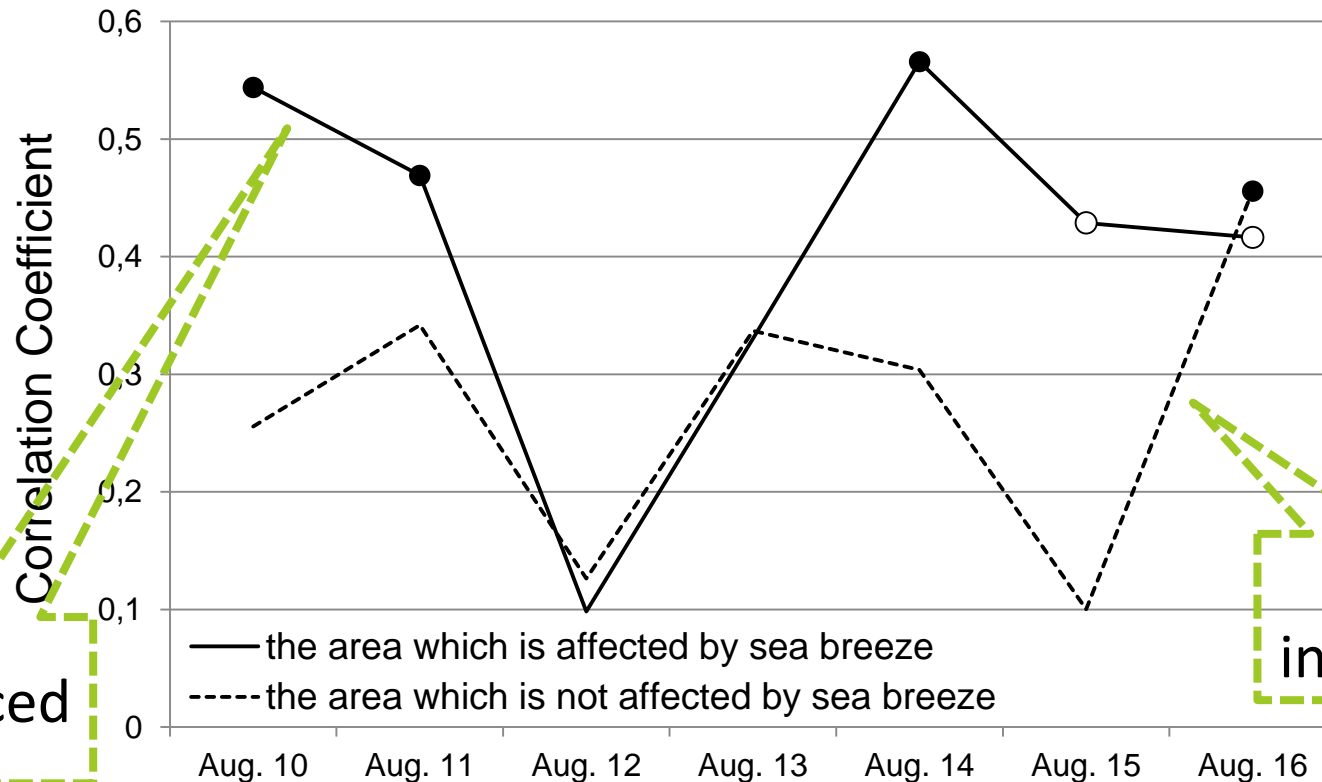 0,6
0,5
0,4
0,3
0,2
0,1
0
Correlation Coefficient
the area which is affected by sea breeze
the area which is not affected by sea breeze
Aug. 10 Aug. 11 Aug. 12 Aug. 13 Aug. 14 Aug. 15 Aug. 16